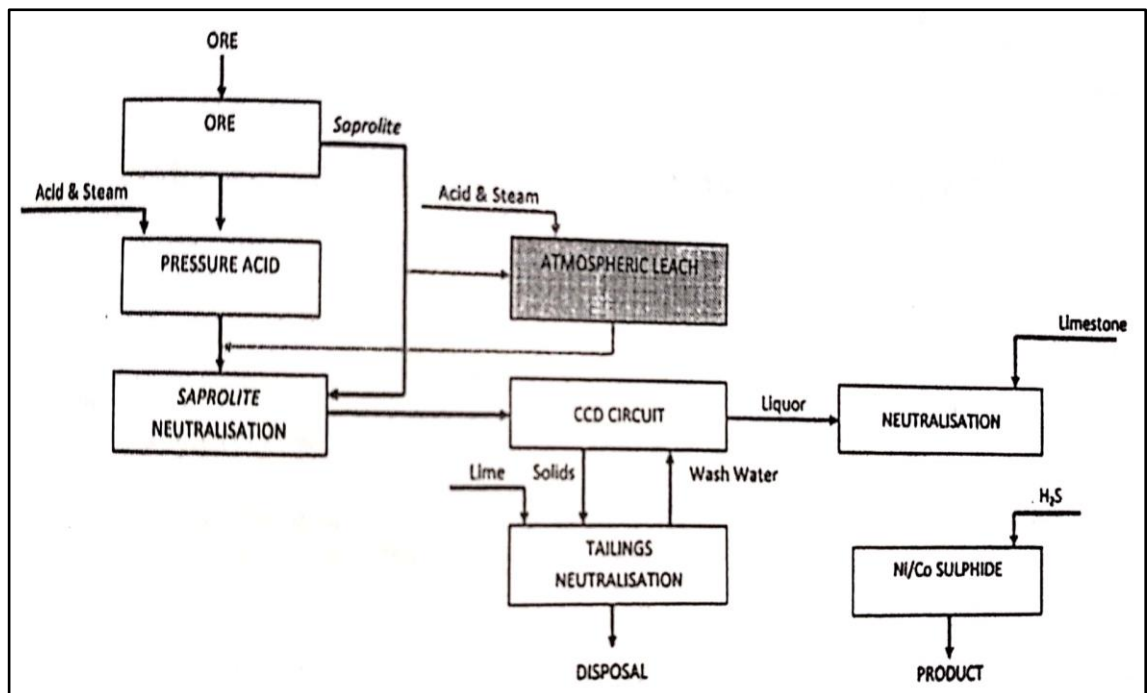 ORE
ORE
Saprolite
Acid & Steam
Acid & Steam
PRESSURE ACID
ATMOSPHERIC LEACH
Limestone
SAPROLITE
NEUTRALISATION
CCD CIRCUIT
Liquor
NEUTRALISATION
Lime
Solids
Wash Water
H₂S
TAILINGS
NEUTRALISATION
Ni/Co SULPHIDE
DISPOSAL
PRODUCT